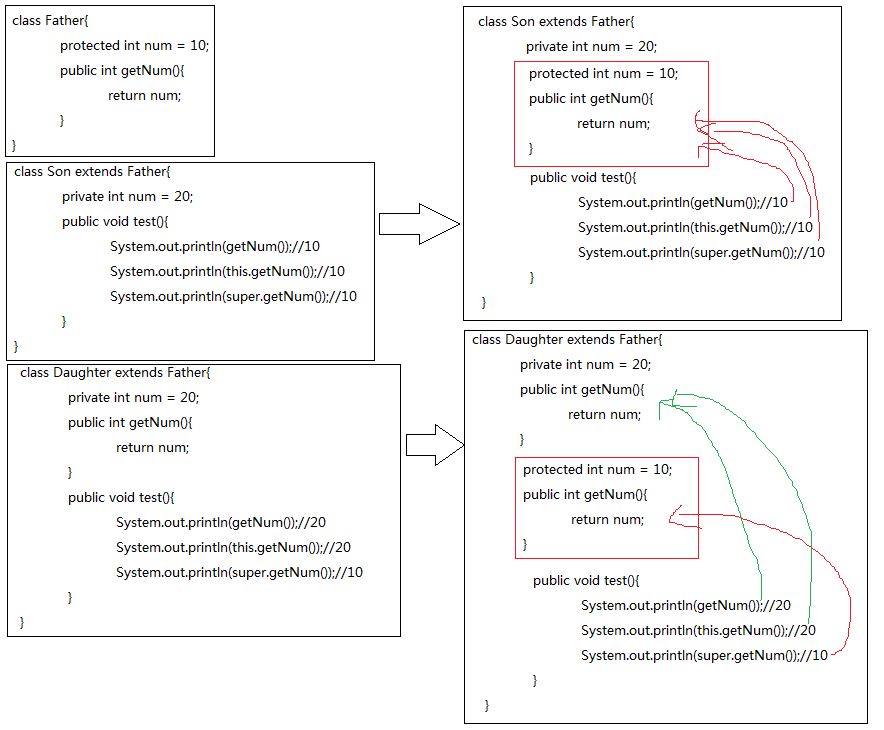 class Father{
protected int num = 10;
public int getNum(){
return num;
}
}
class Son extends Father{
private int num = 20;
public void test(){
System.out.println(getNum());//10
System.out.println(this.getNum());//10
System.out.println(super.getNum());//10
}
}
class Daughter extends Father{
private int num = 20;
public int getNum(){
return num;
}
public void test(){
System.out.println(getNum());//20
System.out.println(this.getNum());//20
System.out.println(super.getNum());//10
}
}
class Son extends Father{
private int num = 20;
protected int num = 10;
public int getNum(){
return num;
}
public void test(){
System.out.println(getNum());//10
System.out.println(this.getNum());//10
System.out.println(super.getNum());//10
}
}
class Daughter extends Father{
private int num = 20;
public int getNum(){
return num;
}
protected int num = 10;
public int getNum(){
return num;
}
public void test(){
System.out.println(getNum());//20
System.out.println(this.getNum());//20
System.out.println(super.getNum());//10
}
}